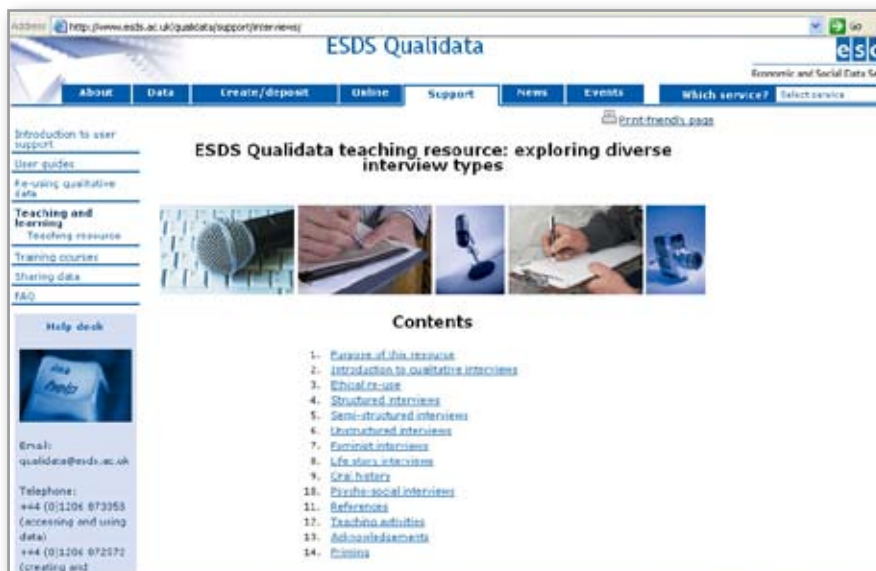 Address http://www.esds.ac.uk/qualidata/support/interviews/ Go
ESDS Qualidata
esd
Economic and Social Data Se
About Data Create/deposit Online Support News Events Which service? Select service
Print-friendly page
Introduction to user
support
User guides
Re-using qualitative
data
Teaching and
learning
Teaching resource
Training courses
Sharing data
FAQ
ESDS Qualidata teaching resource: exploring diverse
interview types
Contents
1. Purpose of this resource
2. Introduction to qualitative interviews
3. Ethical re-use
4. Structured interviews
5. Semi-structured interviews
6. Unstructured interviews
7. Feminist interviews
8. Life story interviews
9. Oral history
10. Psycho-social interviews
11. References
12. Teaching activities
13. Acknowledgements
14. Printing
Help desk
help
Email:
qualidata@esds.ac.uk
Telephone:
+44 (0)1206 873058
(accessing and using
data)
+44 (0)1206 872572
(creating and